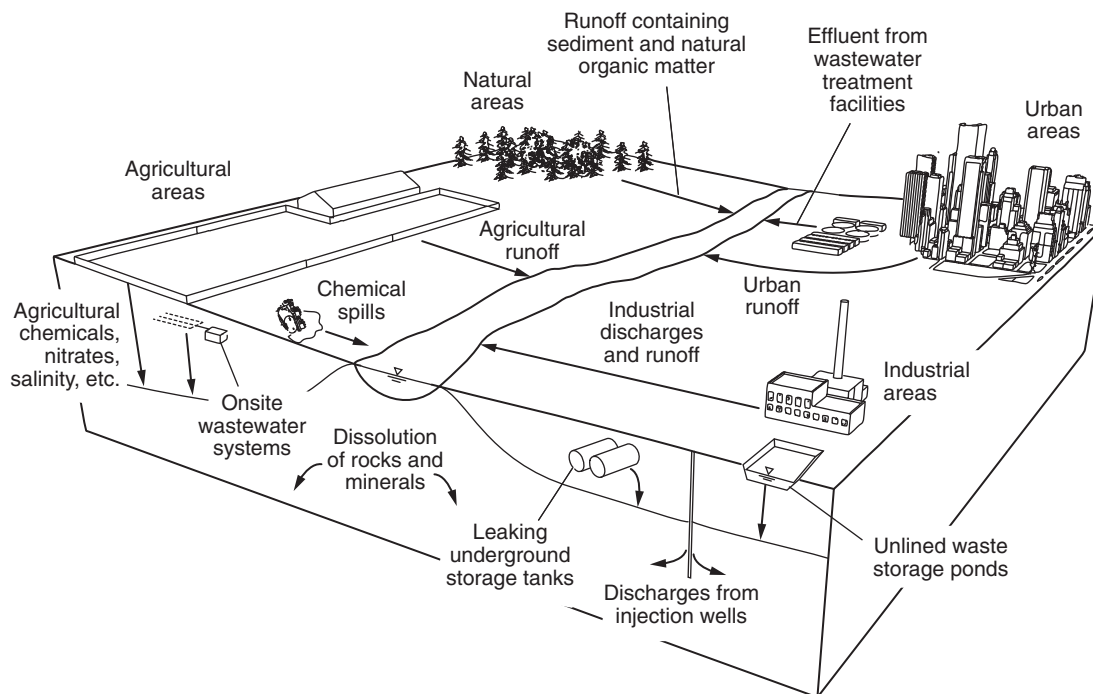 Runoff containing
sediment and natural
organic matter
Effluent from
wastewater
treatment
facilities
Natural
areas
Urban
areas
Agricultural
areas
Agricultural
runoff
Urban
runoff
Chemical
spills
Industrial
discharges
and runoff
Agricultural
chemicals,
nitrates,
salinity, etc.
Industrial
areas
Onsite
wastewater
systems
Dissolution
of rocks and
minerals
Leaking
underground
storage tanks
Unlined waste
storage ponds
Discharges from
injection wells